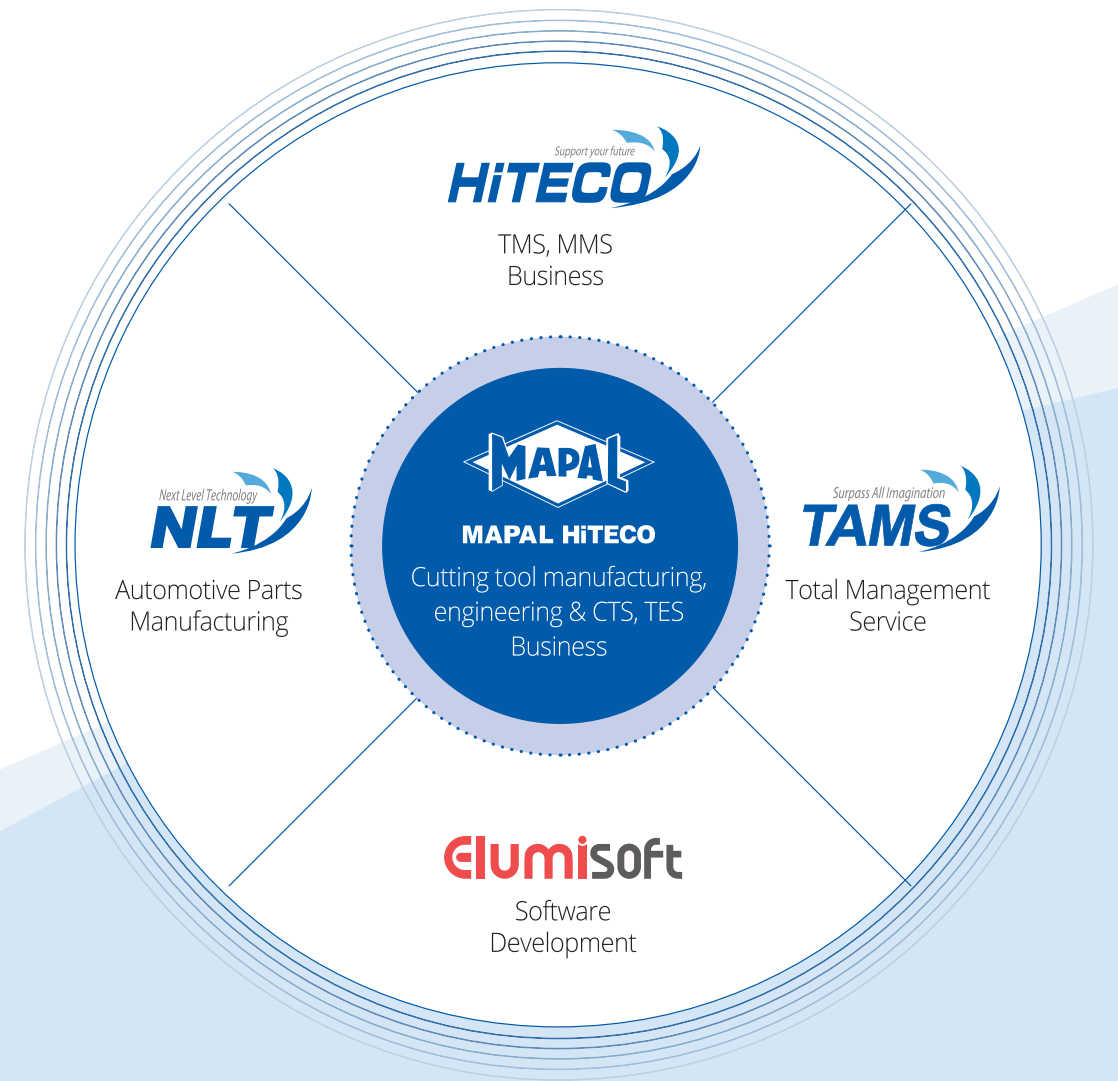 Support your future
HiTECO
TMS, MMS
Business
Next Level Technology
NLT
Automotive Parts
Manufacturing
MAPAL
MAPAL HiTECO
Cutting tool manufacturing,
engineering & CTS, TES
Business
Surpass All Imagination
TAMS
Total Management
Service
elumisoft
Software
Development